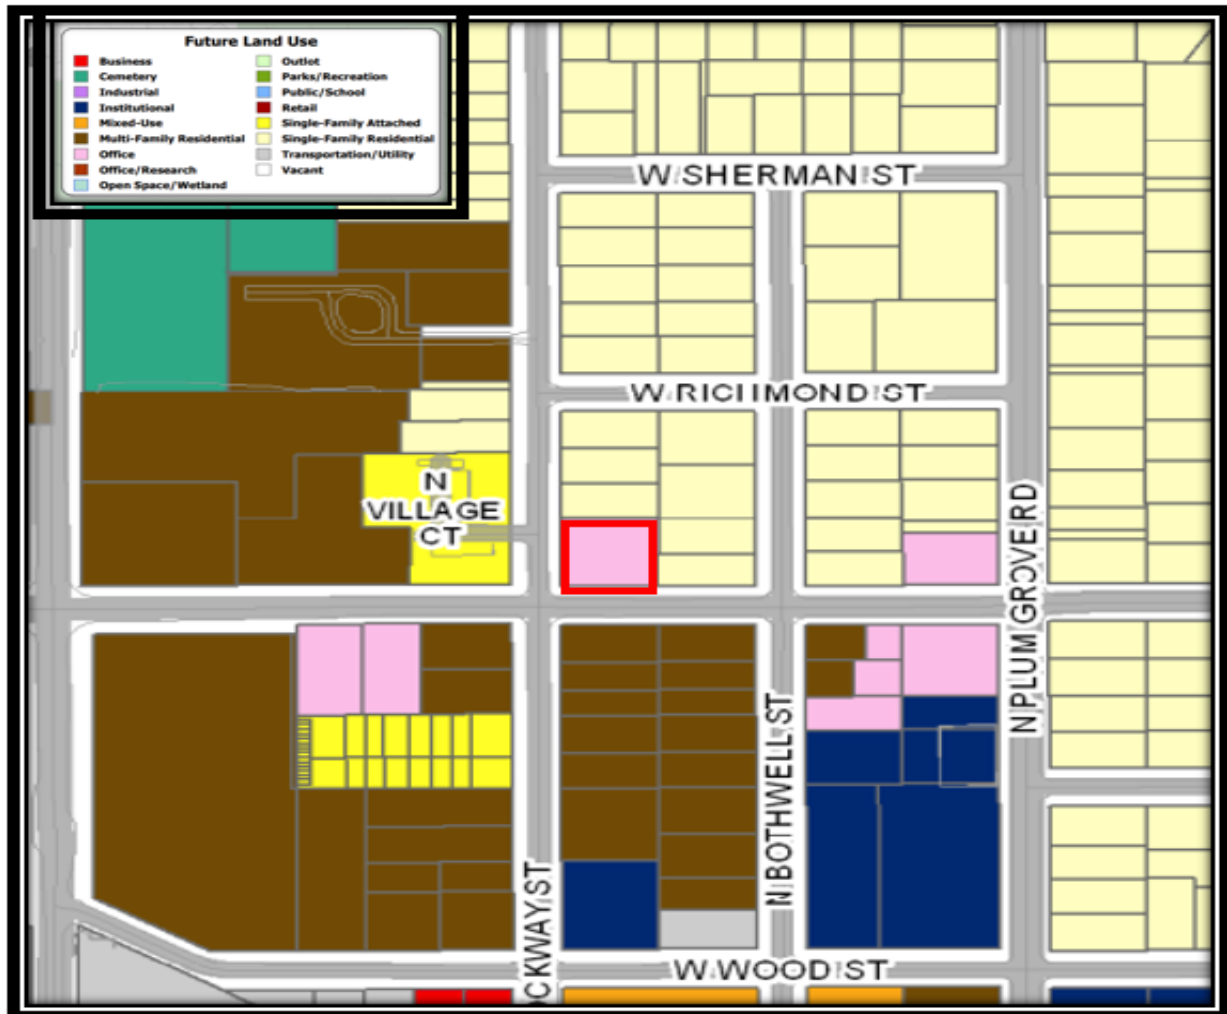 Future Land Use
Business
Cemetery
Industrial
Institutional
Mixed-Use
Multi-Family Residential
Office
Office/Research
Open Space/Wetland
Outlot
Parks/Recreation
Public/School
Retail
Single-Family Attached
Single-Family Residential
Transportation/Utility
Vacant
W SHERMAN ST
W RICHMOND ST
N
VILLAGE
CT
N PLUM GROVE RD
N BOTHWELL ST
OCKWAY ST
W WOOD ST